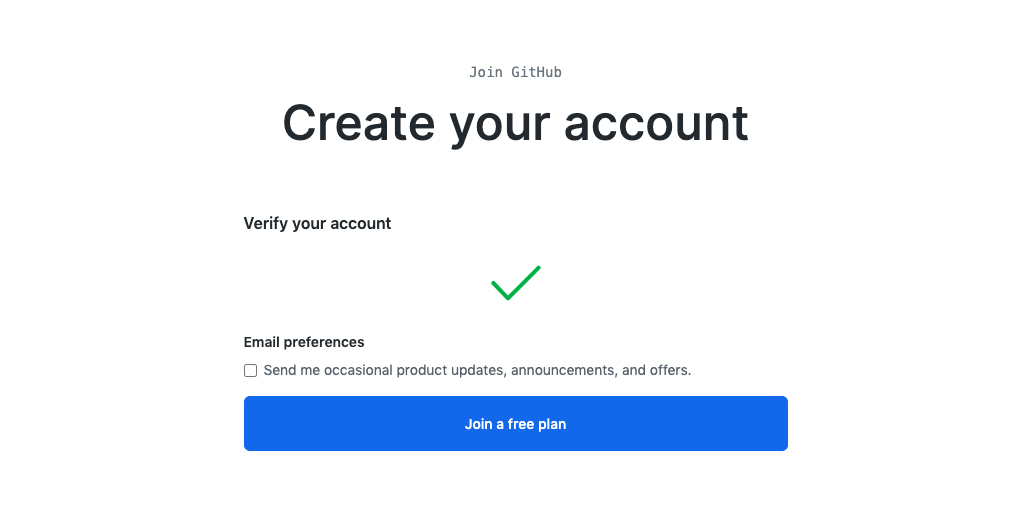 Join GitHub
Create your account
Verify your account
Email preferences
Send me occasional product updates, announcements, and offers.
Join a free plan